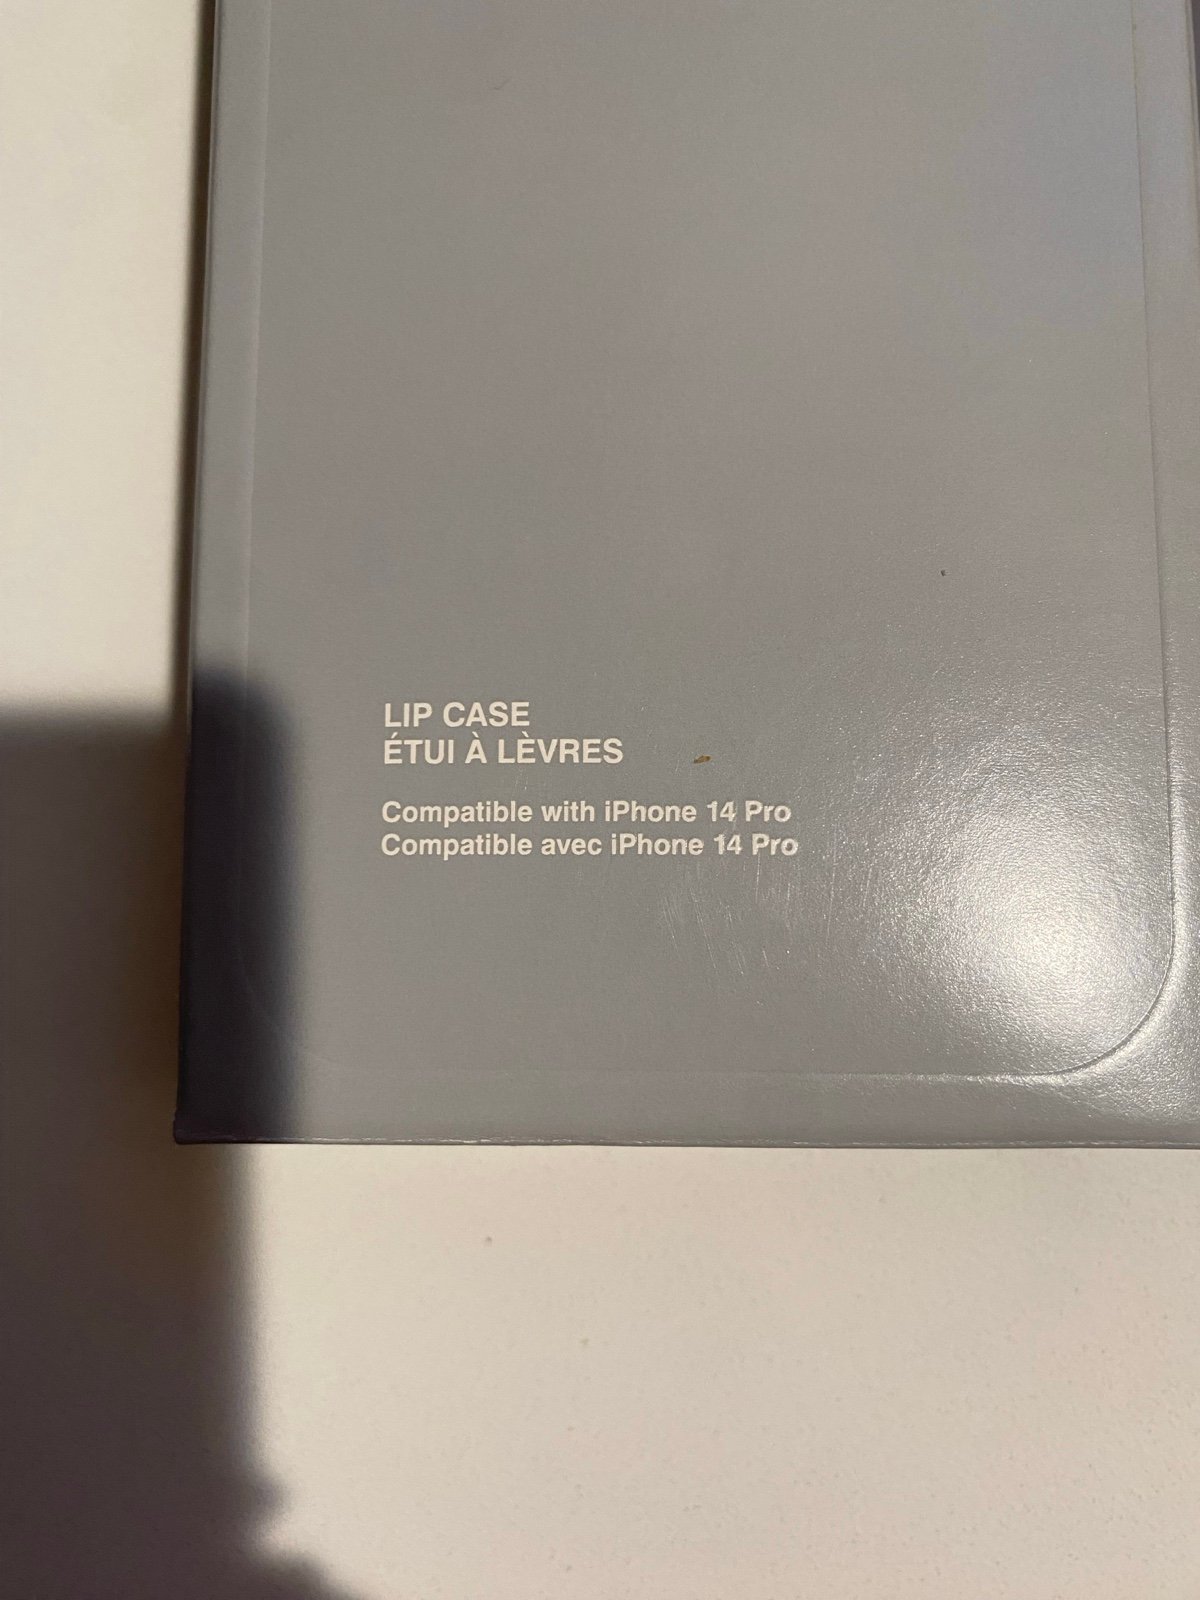 LIP CASE
ÉTUI À LÈVRES
Compatible with iPhone 14 Pro
Compatible avec iPhone 14 Pro